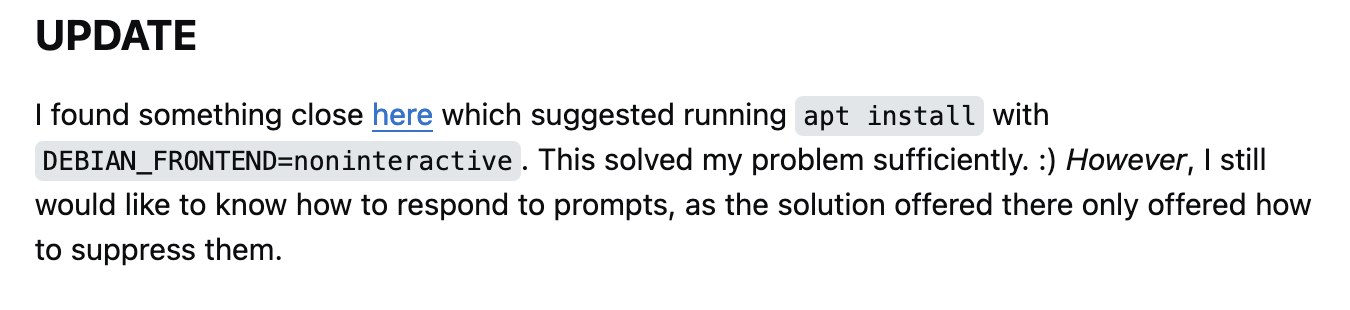 UPDATE
I found something close here which suggested running apt install with
DEBIAN_FRONTEND=noninteractive. This solved my problem sufficiently. :) However, I still
would like to know how to respond to prompts, as the solution offered there only offered how
to suppress them.